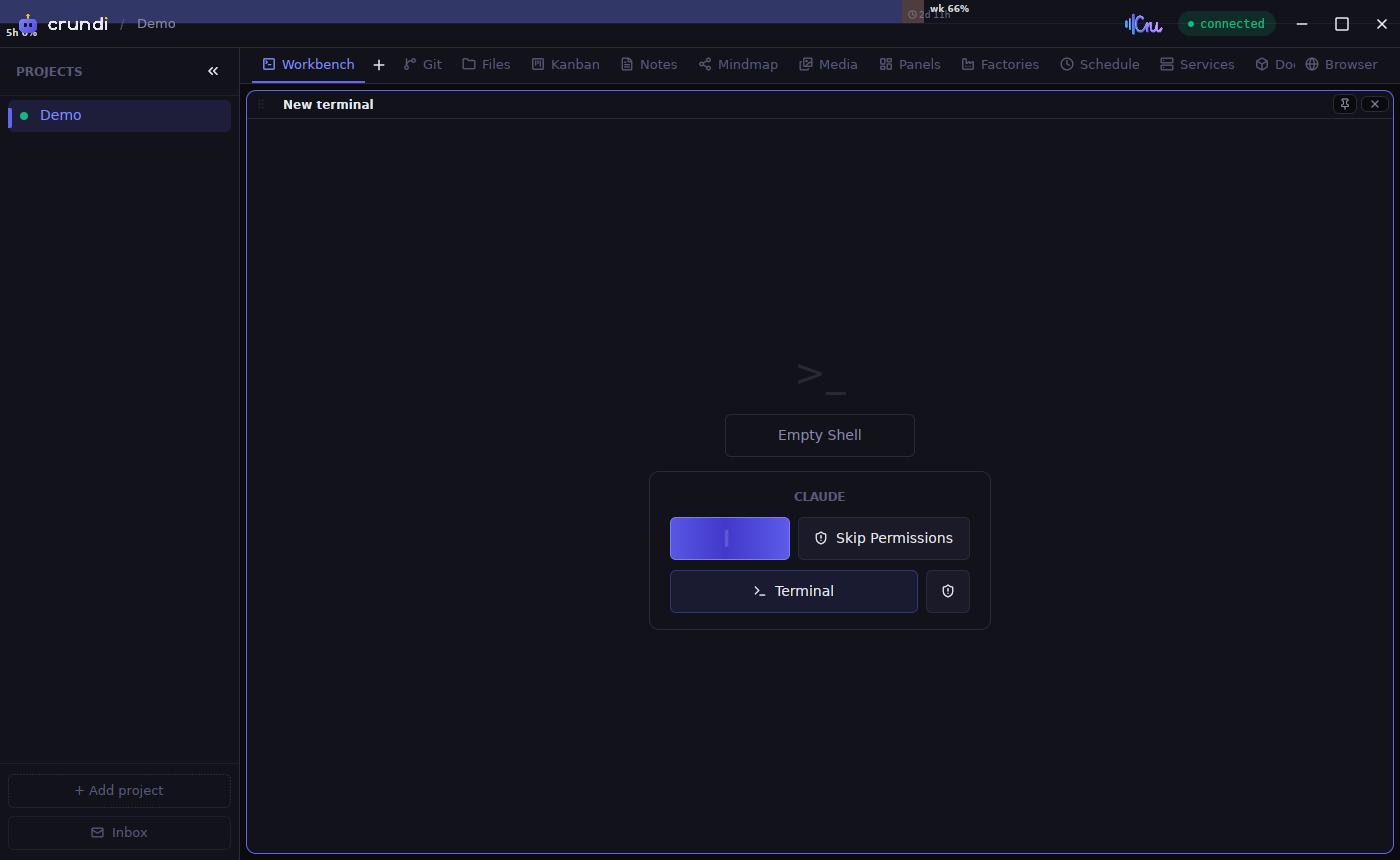 wk 66%
2d 11h
crundi / Demo
5h 0%
Cru
connected
PROJECTS
Workbench
Git
Files
Kanban
Notes
Mindmap
Media
Panels
Factories
Schedule
Services
Doc
Browser
Demo
New terminal
>_
Empty Shell
CLAUDE
Skip Permissions
Terminal
+ Add project
Inbox